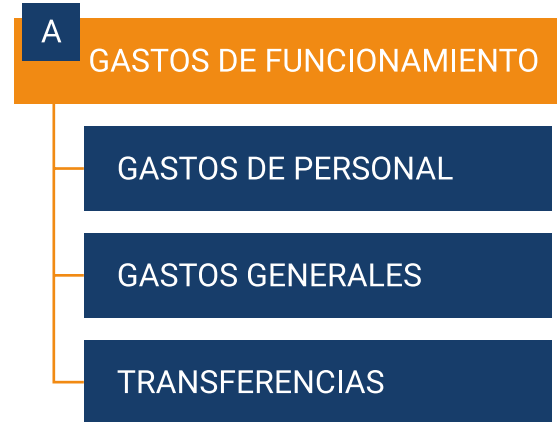 A
GASTOS DE FUNCIONAMIENTO
GASTOS DE PERSONAL
GASTOS GENERALES
TRANSFERENCIAS